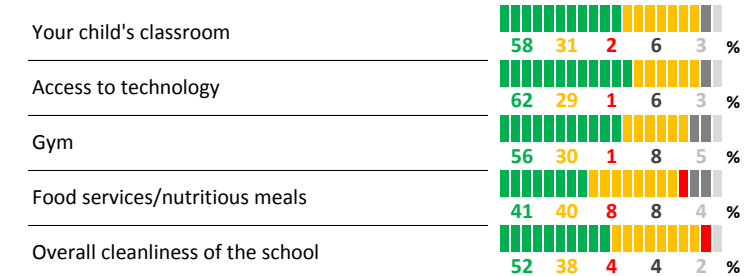 Your child's classroom
58 31 2 6 3 %
Access to technology
62 29 1 6 3 %
Gym
56 30 1 8 5 %
Food services/nutritious meals
41 40 8 8 4 %
Overall cleanliness of the school
52 38 4 4 2 %